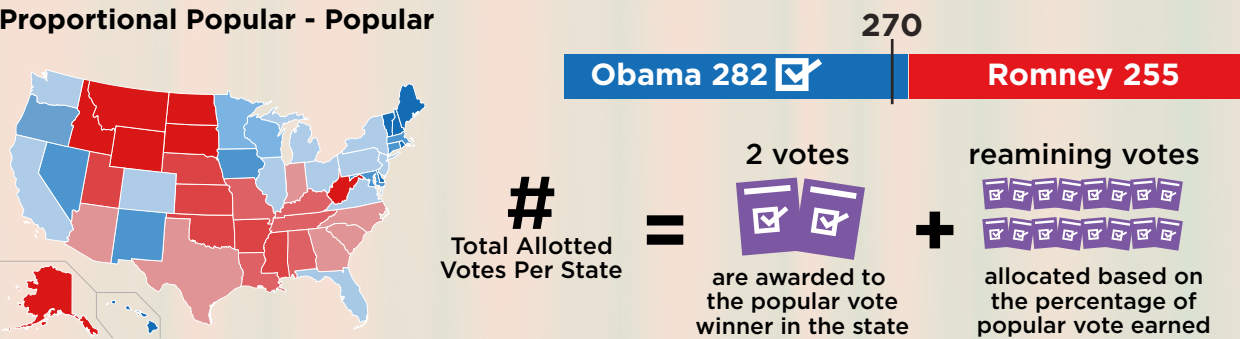 Proportional Popular - Popular
270
Obama 282
Romney 255
#
Total Allotted
Votes Per State
=
2 votes
are awarded to
the popular vote
winner in the state
+
reamining votes
allocated based on
the percentage of
popular vote earned